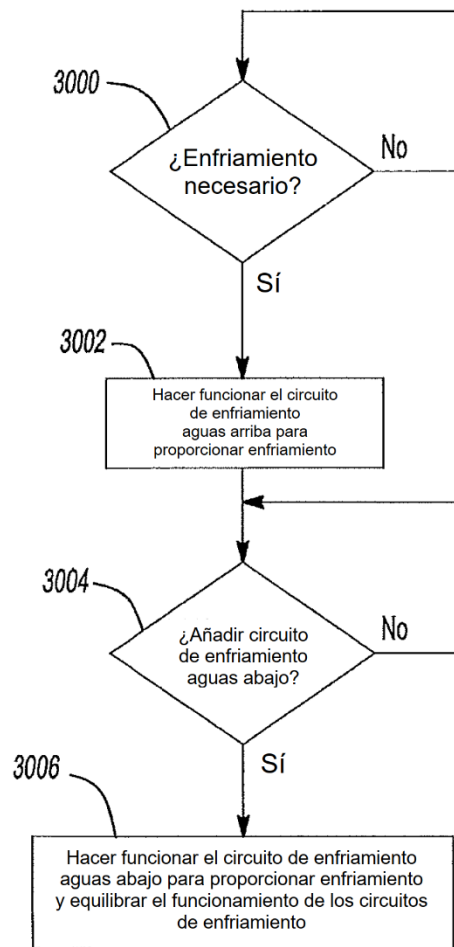 3000
¿Enfriamiento
necesario?
No
Sí
3002
Hacer funcionar el circuito
de enfriamiento
aguas arriba para
proporcionar enfriamiento
3004
¿Añadir circuito
de enfriamiento
aguas abajo?
No
Sí
3006
Hacer funcionar el circuito de enfriamiento
aguas abajo para proporcionar enfriamiento
y equilibrar el funcionamiento de los circuitos
de enfriamiento